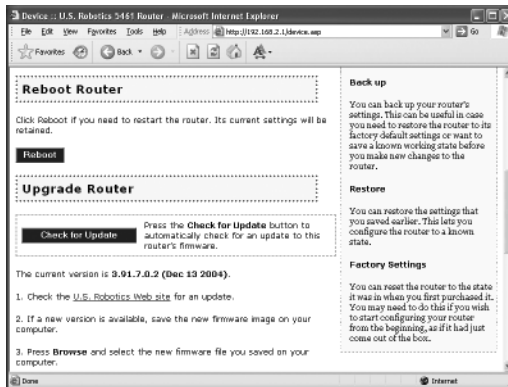 Device :: U.S. Robotics 5461 Router - Microsoft Internet Explorer
File Edit View Favorites Tools Help Address http://192.168.2.1/device.asp Go
Favorites Back
Reboot Router
Click Reboot if you need to restart the router. Its current settings will be
retained.
Reboot
Upgrade Router
Check for Update
Press the Check for Update button to
automatically check for an update to this
router's firmware.
The current version is 3.91.7.0.2 (Dec 13 2004).
1. Check the U.S. Robotics Web site for an update.
2. If a new version is available, save the new firmware image on your
computer.
3. Press Browse and select the new firmware file you saved on your
computer.
Back up
You can back up your router's
settings. This can be useful in case
you need to restore the router to its
factory default settings or want to
save a known working state before
you make new changes to the
router.
Restore
You can restore the settings that
you saved earlier. This lets you
configure the router to a known
state.
Factory Settings
You can reset the router to the state
it was in when you first purchased it.
You may need to do this if you wish
to start configuring your router
from the beginning, as if it had just
come out of the box.
Done Internet